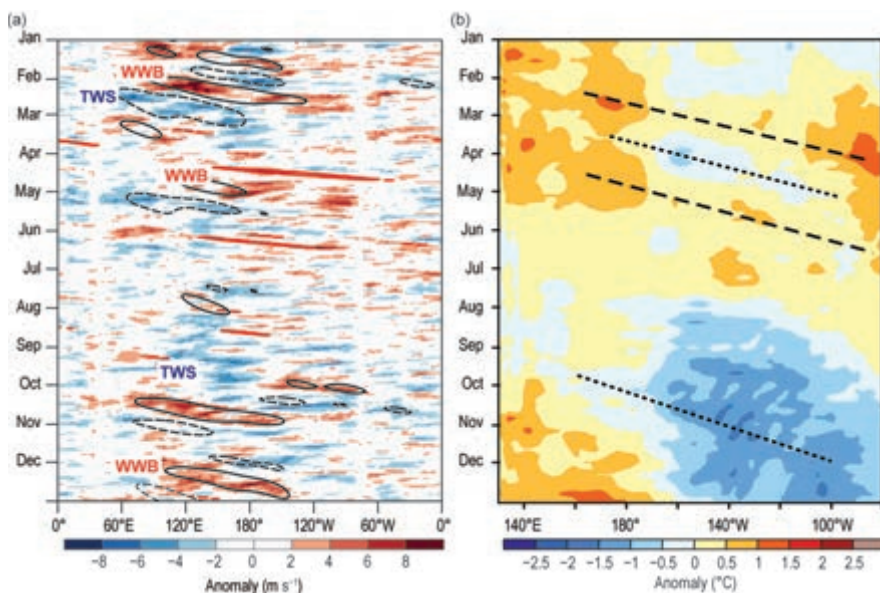 (a)
Jan
Feb
Mar
Apr
May
Jun
Jul
Aug
Sep
Oct
Nov
Dec
WWB
TWS
WWB
TWS
WWB
0°
60°E
120°E
180°
120°W
60°W
0°
−8
−6
−4
−2
0
2
4
6
8
Anomaly (m s⁻¹)
(b)
Jan
Feb
Mar
Apr
May
Jun
Jul
Aug
Sep
Oct
Nov
Dec
140°E
180°
140°W
100°W
−2.5
−2
−1.5
−1
−0.5
0
0.5
1
1.5
2
2.5
Anomaly (°C)